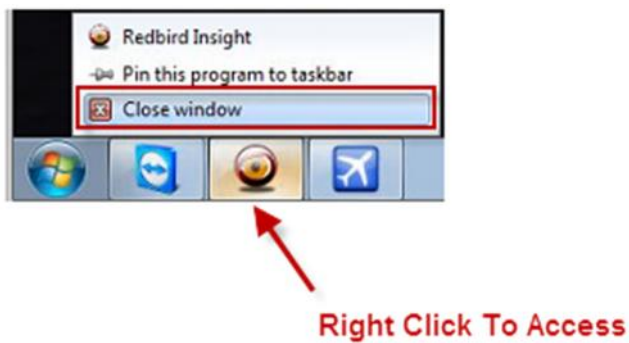 Redbird Insight
Pin this program to taskbar
Close window
Right Click To Access